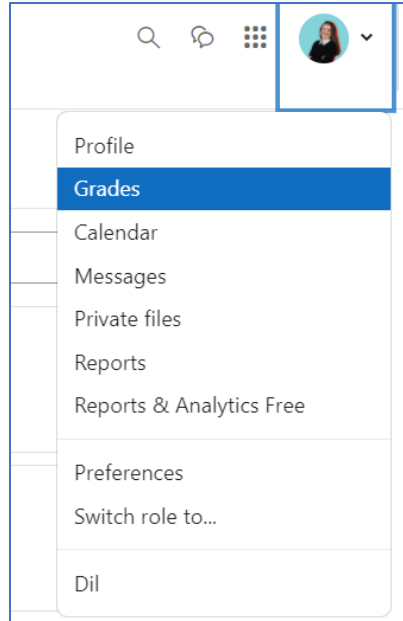 Profile
Grades
Calendar
Messages
Private files
Reports
Reports & Analytics Free
Preferences
Switch role to...
Dil